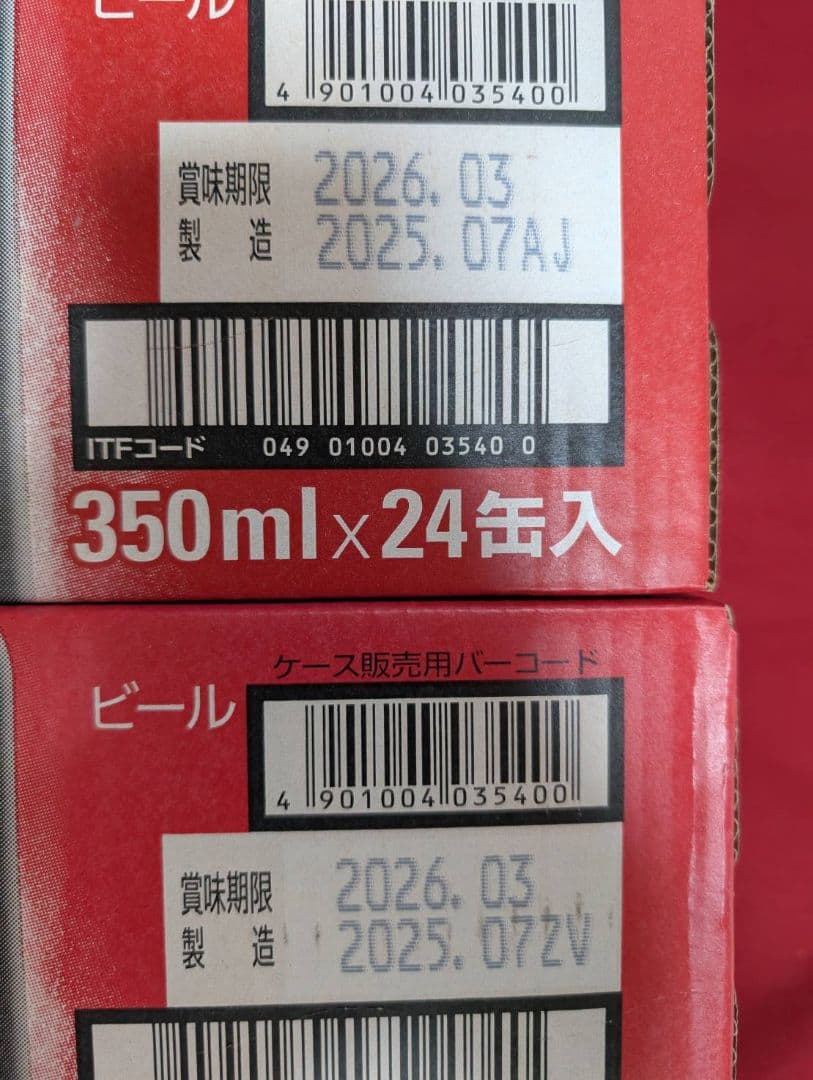 ビール
4 901004 035400
賞味期限 2026. 03
製造 2025. 07AJ
ITFコード 049 01004 03540 0
350ml×24缶入
ケース販売用バーコード
ビール
4 901004 035400
賞味期限 2026. 03
製造 2025. 07ZV